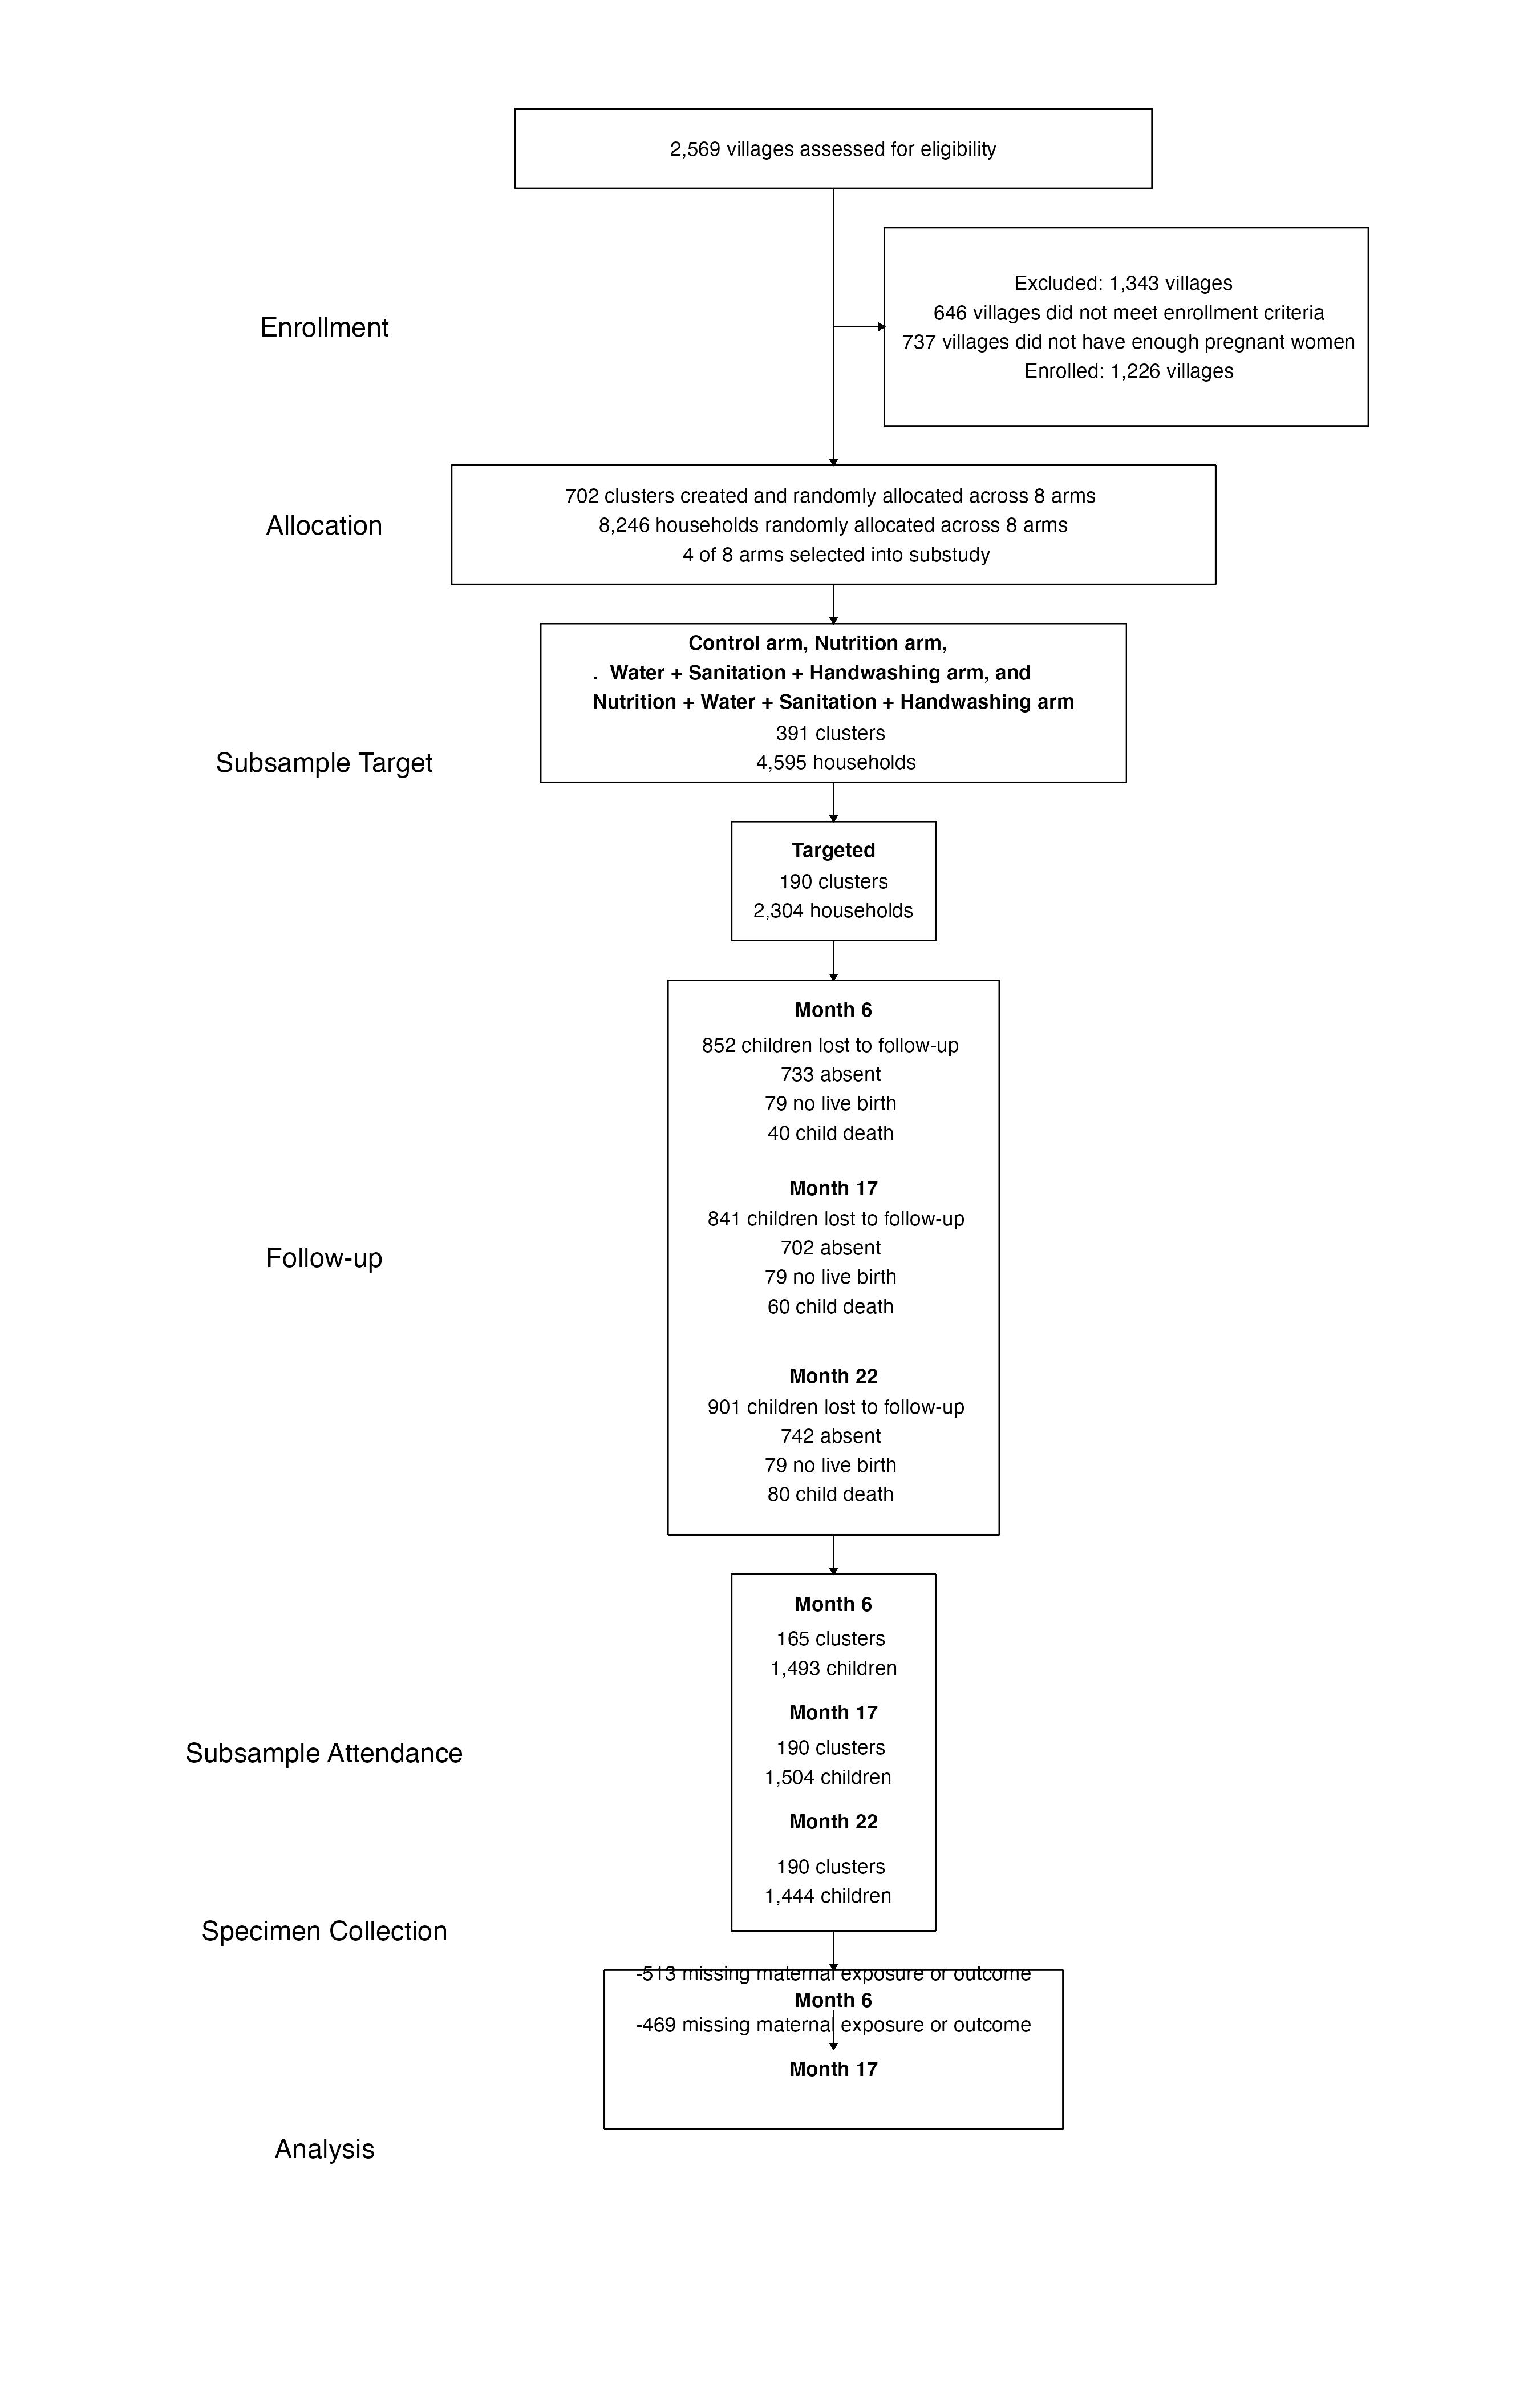 2,569 villages assessed for eligibility
Enrollment
Excluded: 1,343 villages
646 villages did not meet enrollment criteria
737 villages did not have enough pregnant women
Enrolled: 1,226 villages
Allocation
702 clusters created and randomly allocated across 8 arms
8,246 households randomly allocated across 8 arms
4 of 8 arms selected into substudy
Subsample Target
Control arm, Nutrition arm,
. Water + Sanitation + Handwashing arm, and
Nutrition + Water + Sanitation + Handwashing arm
391 clusters
4,595 households
Targeted
190 clusters
2,304 households
Follow-up
Month 6
852 children lost to follow-up
733 absent
79 no live birth
40 child death
Month 17
841 children lost to follow-up
702 absent
79 no live birth
60 child death
Month 22
901 children lost to follow-up
742 absent
79 no live birth
80 child death
Subsample Attendance
Month 6
165 clusters
1,493 children
Month 17
190 clusters
1,504 children
Month 22
190 clusters
1,444 children
Specimen Collection
-513 missing maternal exposure or outcome
Month 6
-469 missing maternal exposure or outcome
Month 17
Analysis